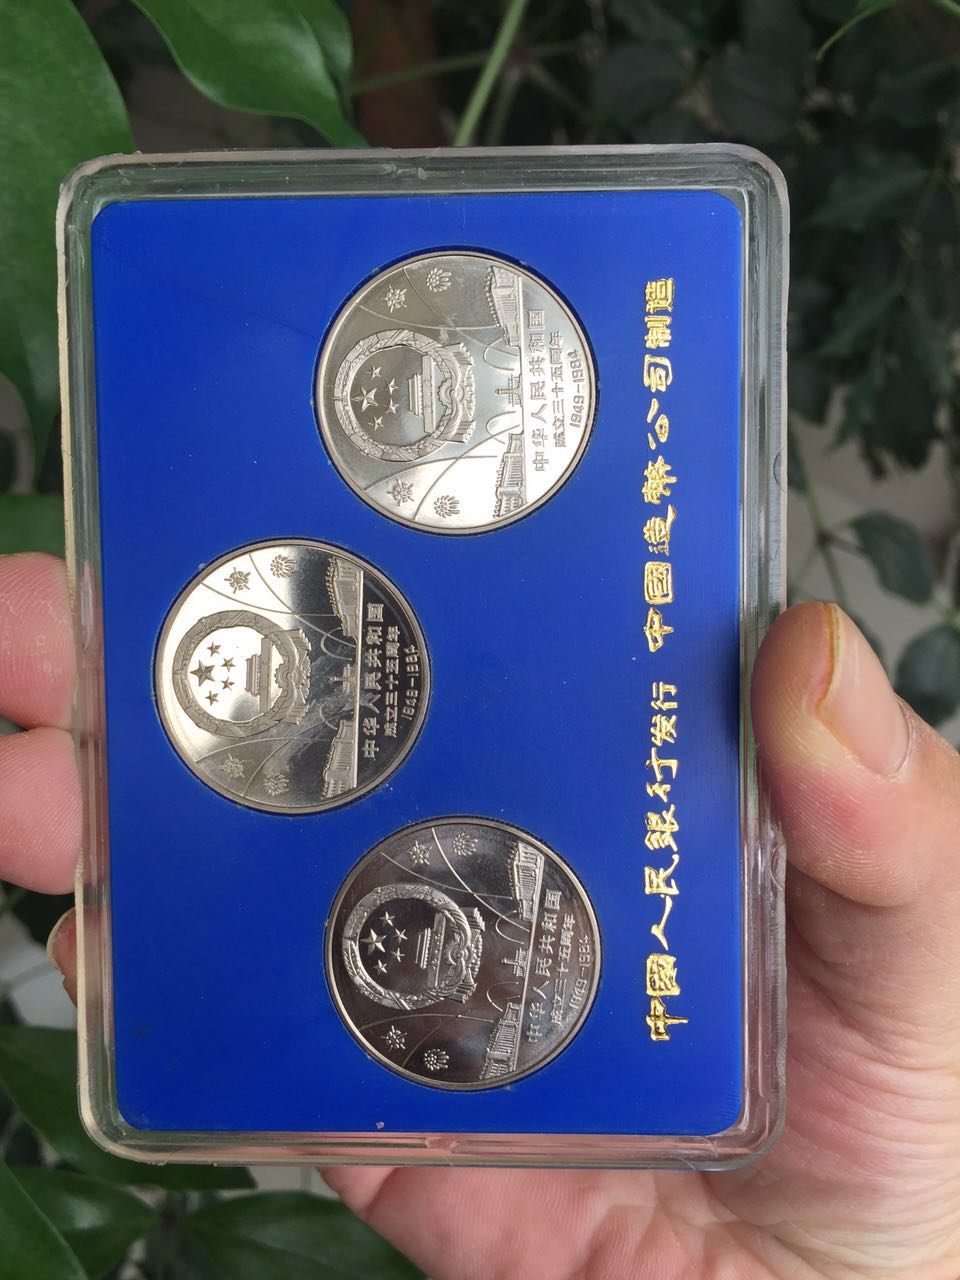 中华人民共和国
成立三十五周年
1949-1984
中华人民共和国
成立三十五周年
1949-1984
中华人民共和国
成立三十五周年
1949-1984
中國人民銀行发行 中國造幣公司制造